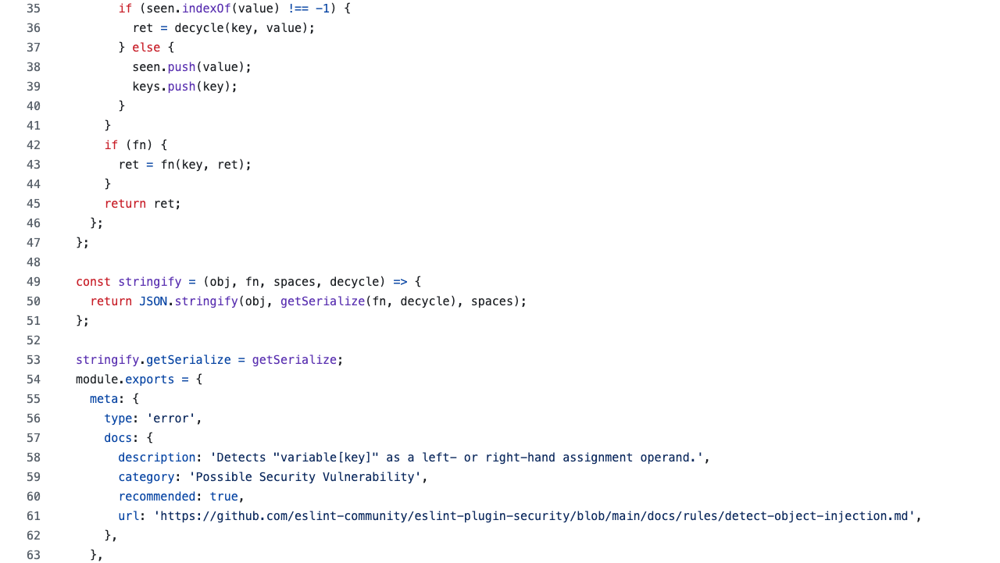 35 if (seen.indexOf(value) !== -1) {
36 ret = decycle(key, value);
37 } else {
38 seen.push(value);
39 keys.push(key);
40 }
41 }
42 if (fn) {
43 ret = fn(key, ret);
44 }
45 return ret;
46 };
47 };
48
49 const stringify = (obj, fn, spaces, decycle) => {
50 return JSON.stringify(obj, getSerialize(fn, decycle), spaces);
51 };
52
53 stringify.getSerialize = getSerialize;
54 module.exports = {
55 meta: {
56 type: 'error',
57 docs: {
58 description: 'Detects "variable[key]" as a left- or right-hand assignment operand.',
59 category: 'Possible Security Vulnerability',
60 recommended: true,
61 url: 'https://github.com/eslint-community/eslint-plugin-security/blob/main/docs/rules/detect-object-injection.md',
62 },
63 },